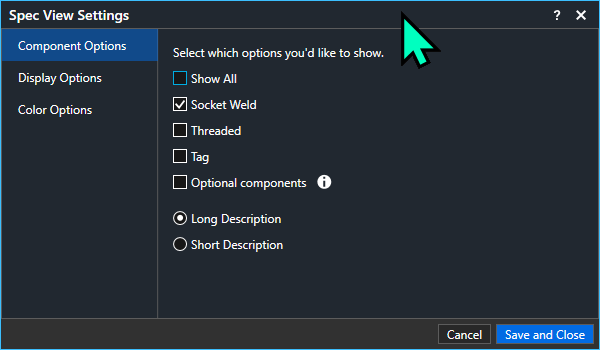 Spec View Settings
?
Component Options
Display Options
Color Options
Select which options you'd like to show.
Show All
Socket Weld
Threaded
Tag
Optional components
Long Description
Short Description
Cancel
Save and Close